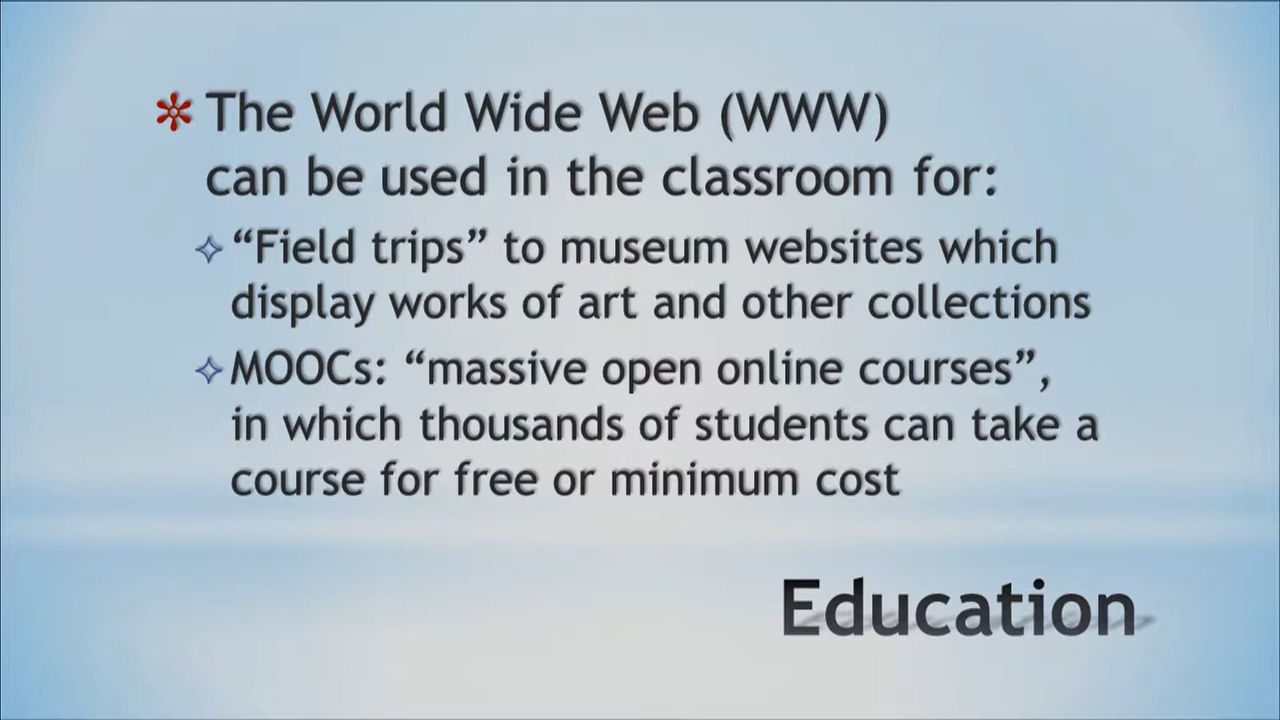 The World Wide Web (WWW)
can be used in the classroom for:
“Field trips” to museum websites which
display works of art and other collections
MOOCs: “massive open online courses”,
in which thousands of students can take a
course for free or minimum cost
Education